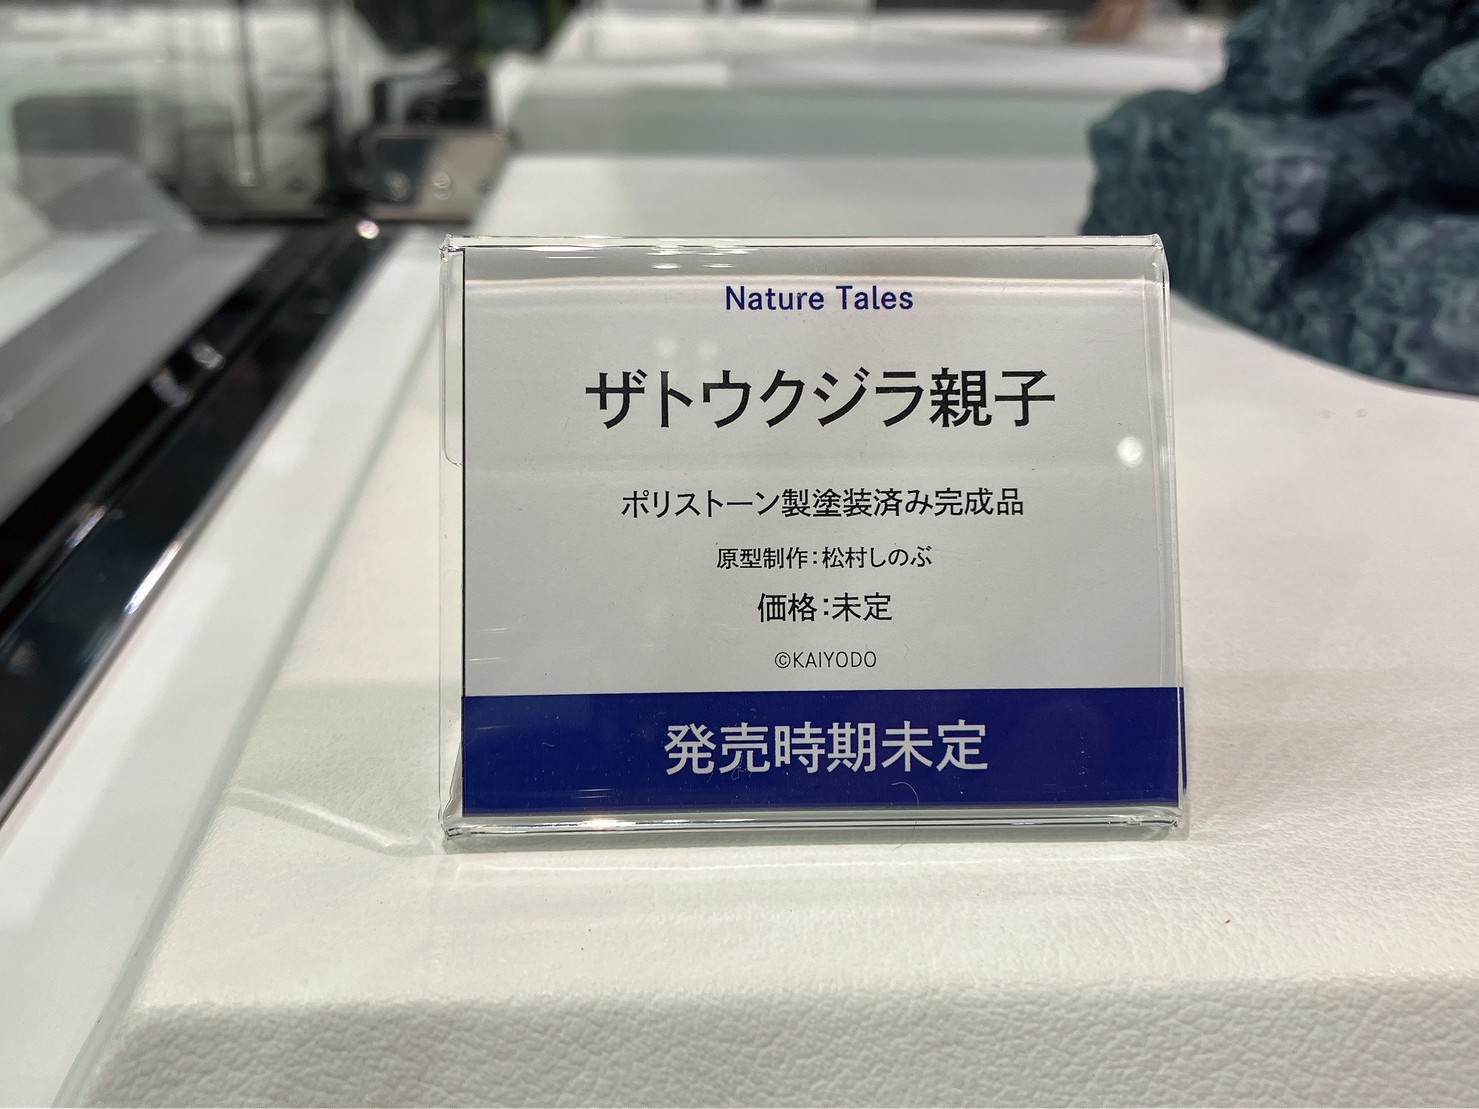 Nature Tales
ザトウクジラ親子
ポリストーン製塗装済み完成品
原型制作：松村しのぶ
価格：未定
©KAIYODO
発売時期未定